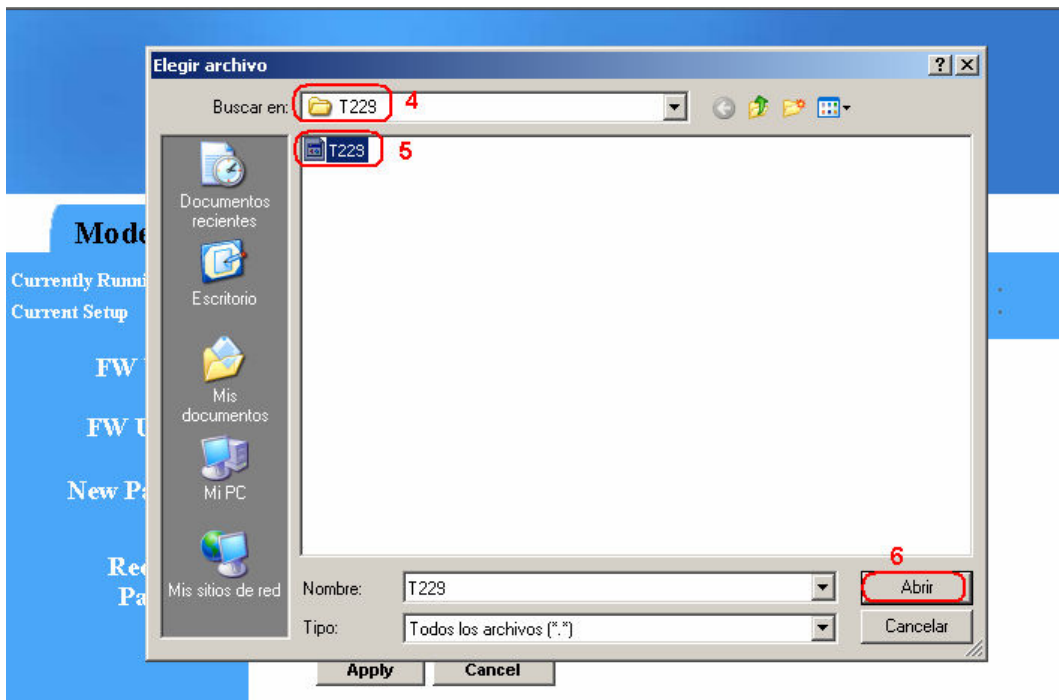 Elegir archivo
Buscar en: T229 4
T229 5
Documentos
recientes
Escritorio
Mis
documentos
Mi PC
Mis sitios de red
Mode
Currently Runni
Current Setup
FW
FW U
New Pa
Rec
Pa
6
Nombre: T229 Abrir
Tipo: Todos los archivos (*.*) Cancelar
Apply Cancel